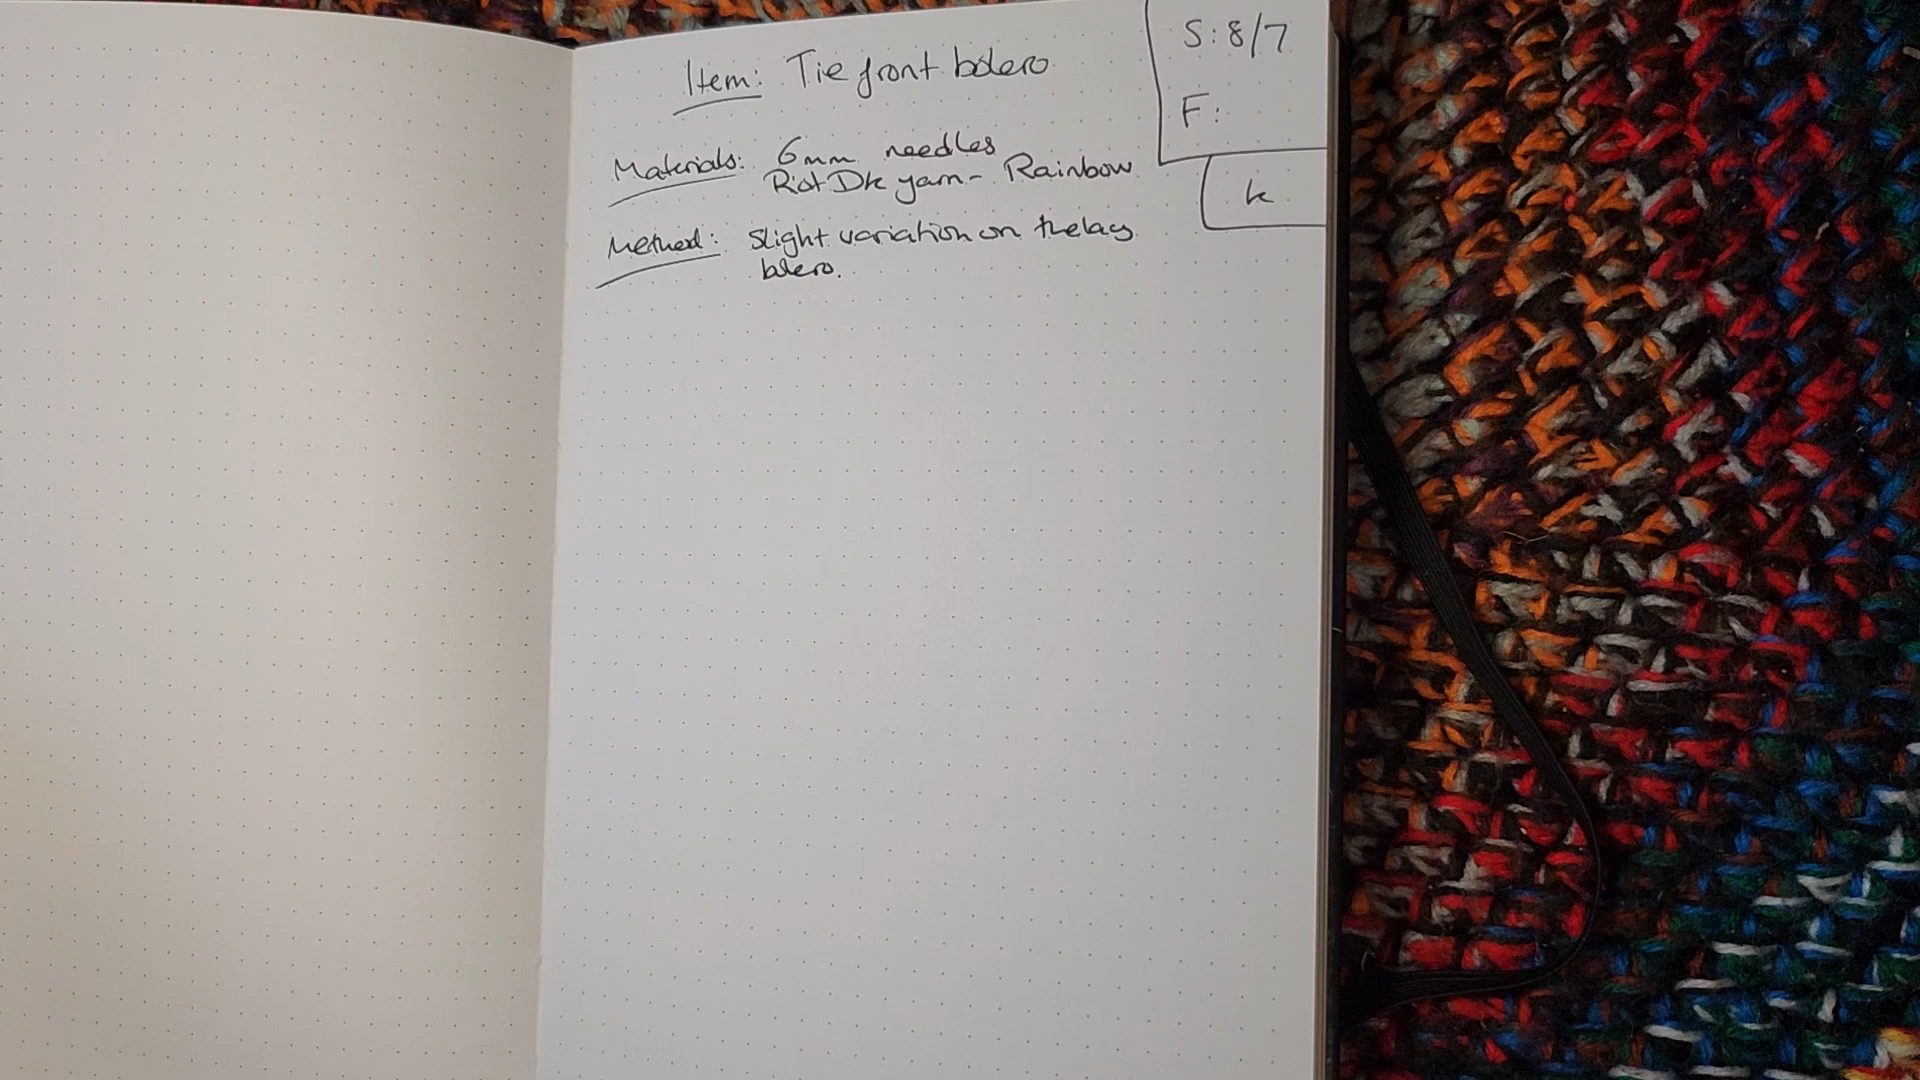 Item: Tie front bolero
S: 8/7
F:
k
Materials: 6mm needles
Riot Dk yarn - Rainbow
Method: Slight variation on the lacy
bolero.